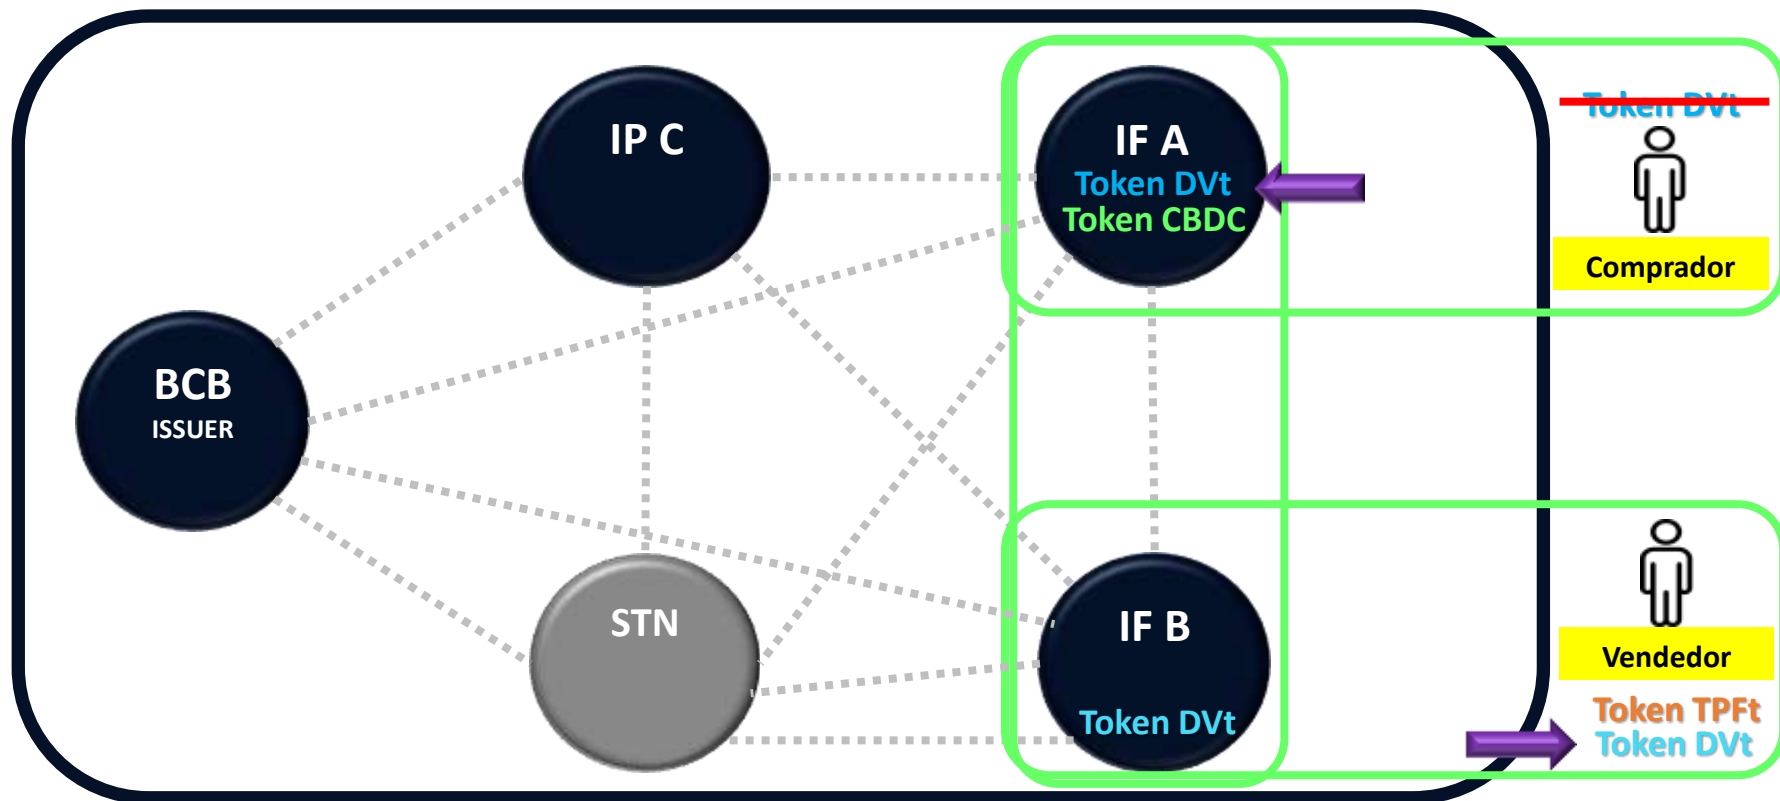 IP C
IF A
Token DVt
Token CBDC
Token DVt
Comprador
BCB
ISSUER
STN
IF B
Token DVt
Vendedor
Token TPFt
Token DVt